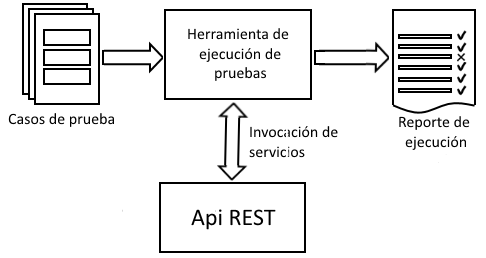 Casos de prueba
Herramienta de
ejecución de
pruebas
Reporte de
ejecución
Invocación de
servicios
Api REST